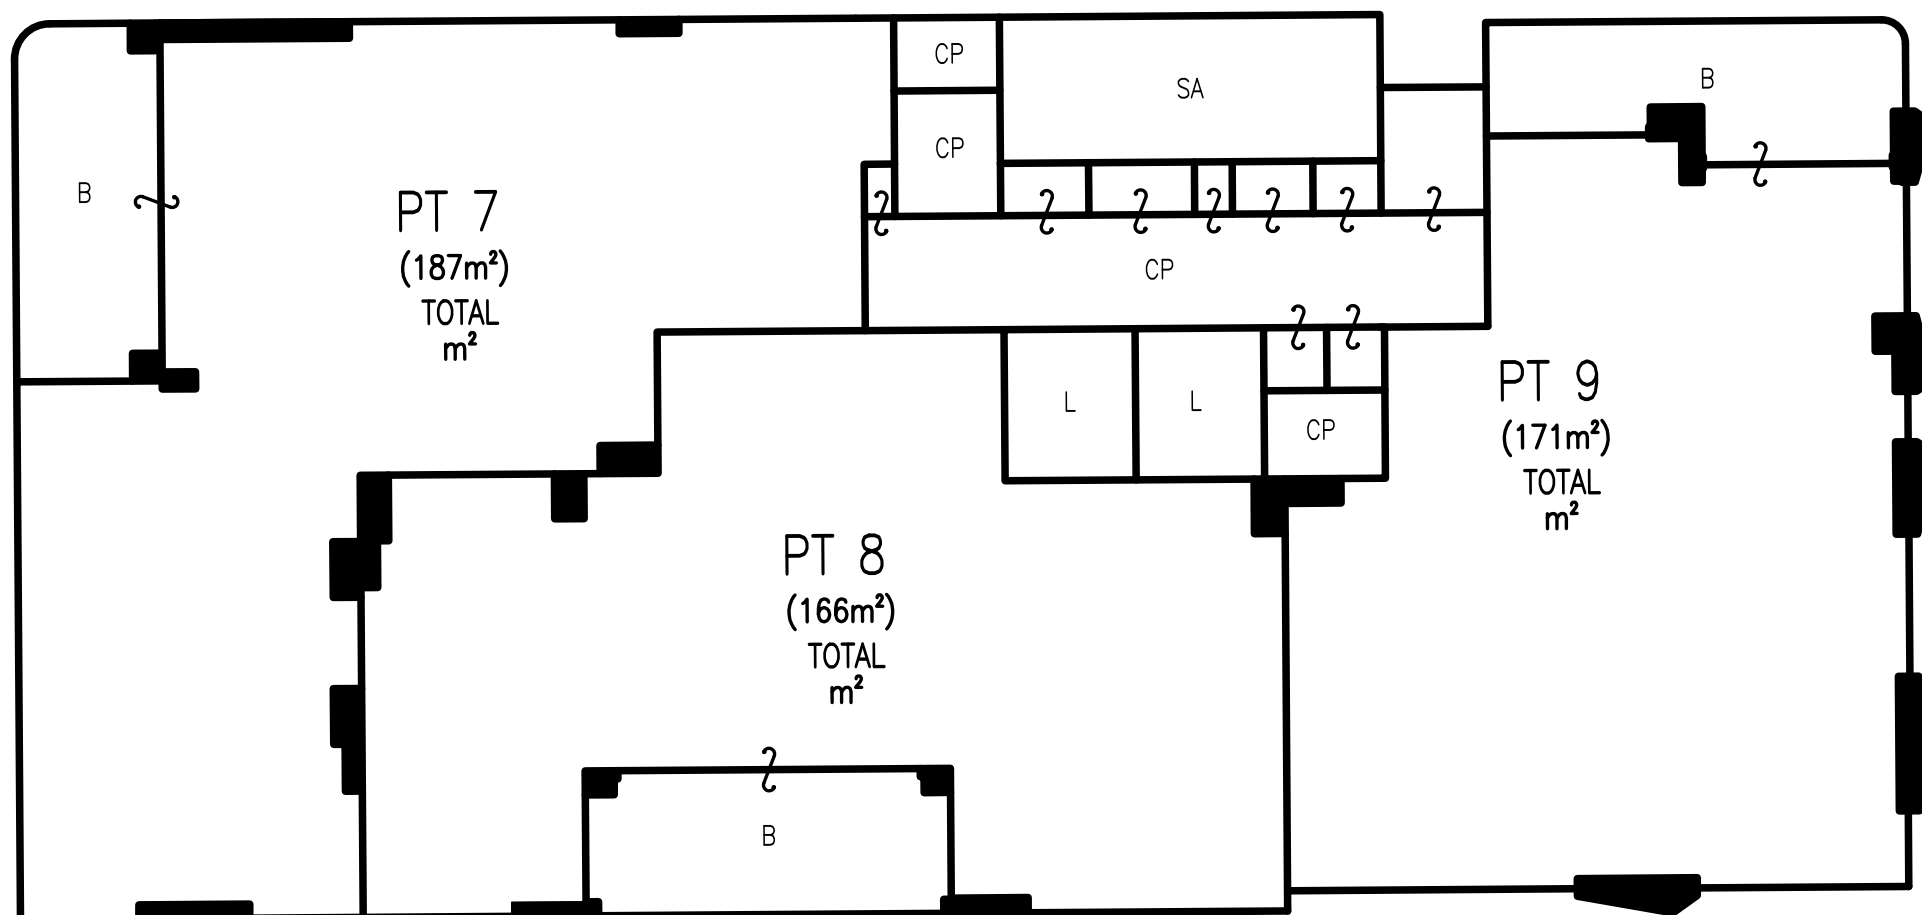 CP
SA
B
CP
B
PT 7
(187m²)
TOTAL
m²
CP
L
L
CP
PT 9
(171m²)
TOTAL
m²
PT 8
(166m²)
TOTAL
m²
B